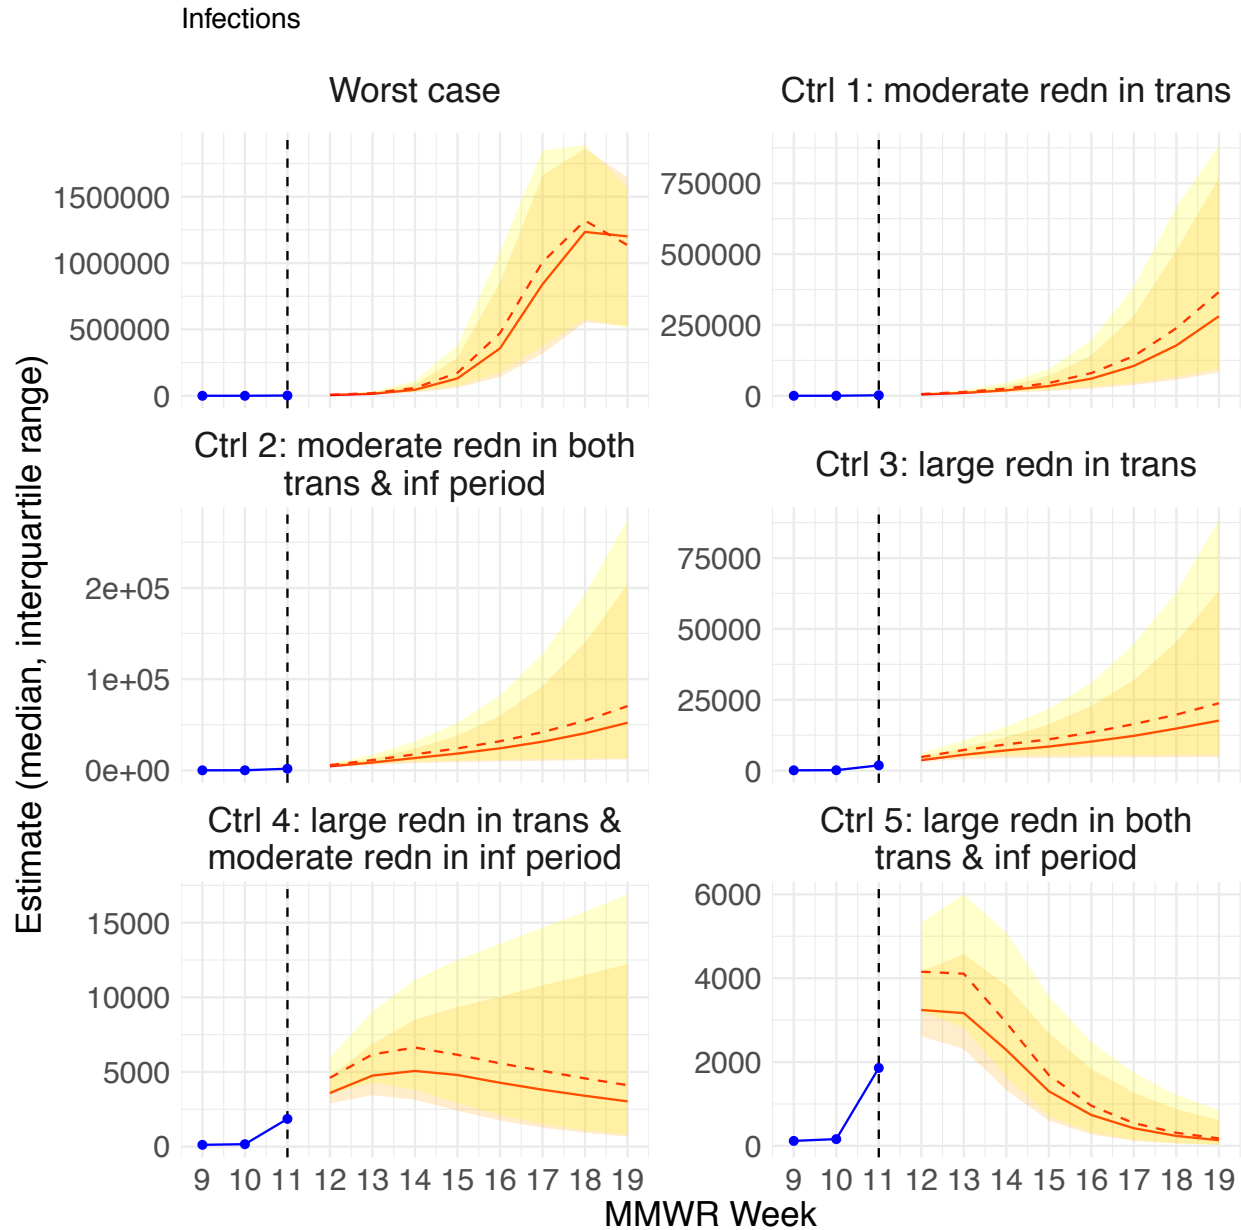 Infections
Worst case
Ctrl 1: moderate redn in trans
1500000
1000000
500000
0
750000
500000
250000
0
Ctrl 2: moderate redn in both
trans & inf period
Ctrl 3: large redn in trans
2e+05
1e+05
0e+00
75000
50000
25000
0
Ctrl 4: large redn in trans &
moderate redn in inf period
Ctrl 5: large redn in both
trans & inf period
15000
10000
5000
0
6000
4000
2000
0
9 10 11 12 13 14 15 16 17 18 19
9 10 11 12 13 14 15 16 17 18 19
MMWR Week
Estimate (median, interquartile range)